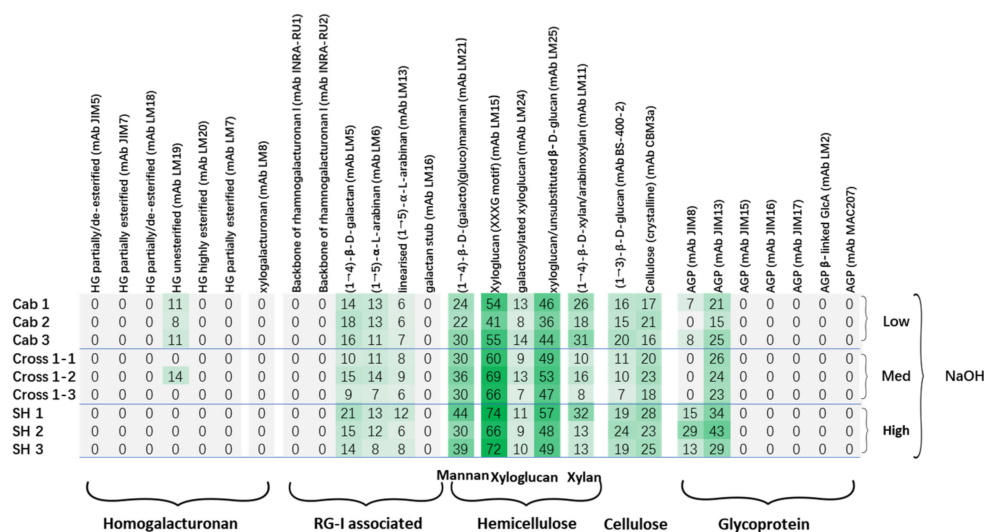 HG partially/de-esterified (mAb JIM5)
HG partially esterified (mAb JIM7)
HG partially/de-esterified (mAb LM18)
HG unesterified (mAb LM19)
HG highly esterified (mAb LM20)
HG partially esterified (mAb LM7)
xylogalacturonan (mAb LM8)
Backbone of rhamnogalacturonan I (mAb INRA-RU1)
Backbone of rhamnogalacturonan I (mAb INRA-RU2)
(1→4)-β-D-galactan (mAb LM5)
(1→5)-α-L-arabinan (mAb LM6)
linearised (1→5)-α-L-arabinan (mAb LM13)
galactan stub (mAb LM16)
(1→4)-β-D-(galacto)(gluco)mannan (mAb LM21)
Xyloglucan (XXXG motif) (mAb LM15)
galactosylated xyloglucan (mAb LM24)
xyloglucan/unsubstituted β-D-glucan (mAb LM25)
(1→4)-β-D-xylan/arabinoxylan (mAb LM11)
(1→3)-β-D-glucan (mAb BS-400-2)
Cellulose (crystalline) (mAb CBM3a)
AGP (mAb JIM8)
AGP (mAb JIM13)
AGP (mAb JIM15)
AGP (mAb JIM16)
AGP (mAb JIM17)
AGP β-linked GlcA (mAb LM2)
AGP (mAb MAC207)
Cab 1 0 0 0 11 0 0 0 0 0 14 13 6 0 24 54 13 46 26 16 17 7 21 0 0 0 0 0
Cab 2 0 0 0 8 0 0 0 0 0 18 13 6 0 22 41 8 36 18 15 21 0 15 0 0 0 0 0 Low
Cab 3 0 0 0 11 0 0 0 0 0 16 11 7 0 30 55 14 44 31 20 16 8 25 0 0 0 0 0
Cross 1-1 0 0 0 0 0 0 0 0 0 10 11 8 0 30 60 9 49 10 11 20 0 26 0 0 0 0 0
Cross 1-2 0 0 0 14 0 0 0 0 0 15 14 9 0 36 69 13 53 16 10 23 0 24 0 0 0 0 0 Med NaOH
Cross 1-3 0 0 0 0 0 0 0 0 0 9 7 6 0 30 66 7 47 8 7 18 0 23 0 0 0 0 0
SH 1 0 0 0 0 0 0 0 0 0 21 13 12 0 44 74 11 57 32 19 28 15 34 0 0 0 0 0
SH 2 0 0 0 0 0 0 0 0 0 15 12 6 0 30 66 9 48 13 24 23 29 43 0 0 0 0 0 High
SH 3 0 0 0 0 0 0 0 0 0 14 8 8 0 39 72 10 49 13 19 25 13 29 0 0 0 0 0
Mannan Xyloglucan Xylan
Homogalacturonan RG-I associated Hemicellulose Cellulose Glycoprotein